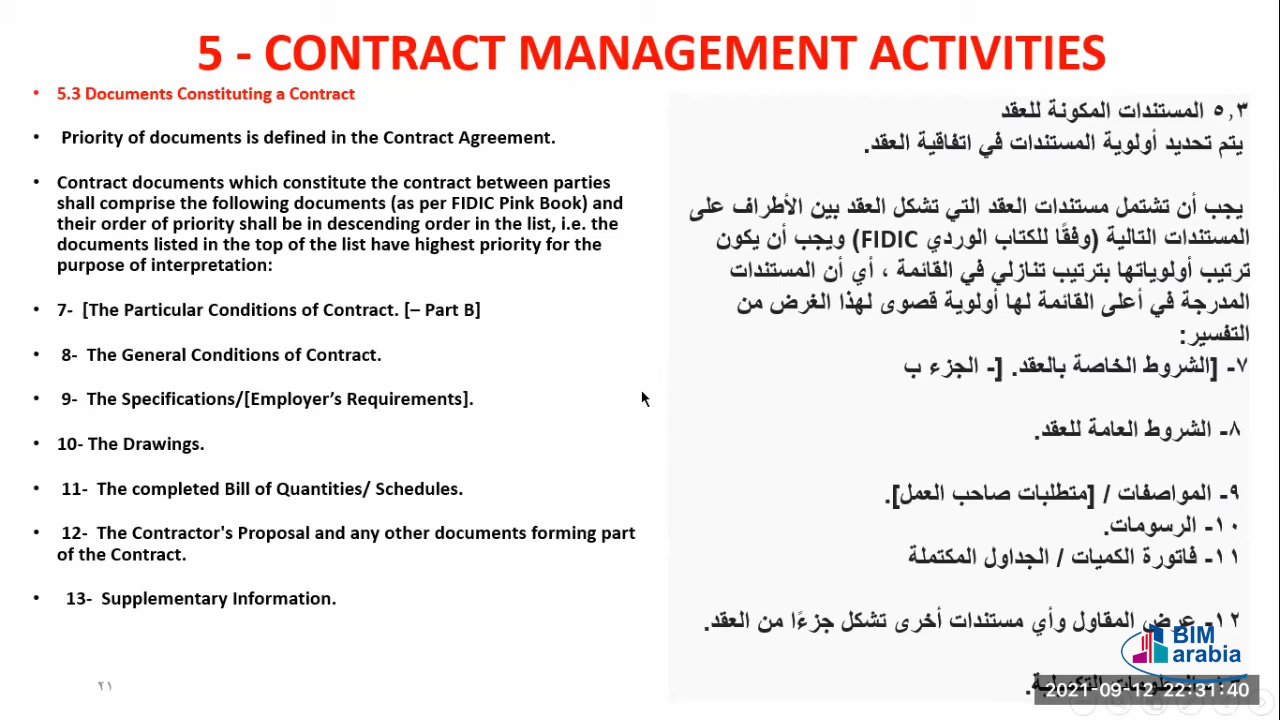 5 - CONTRACT MANAGEMENT ACTIVITIES
• 5.3 Documents Constituting a Contract
• Priority of documents is defined in the Contract Agreement.
• Contract documents which constitute the contract between parties
shall comprise the following documents (as per FIDIC Pink Book) and
their order of priority shall be in descending order in the list, i.e. the
documents listed in the top of the list have highest priority for the
purpose of interpretation:
• 7- [The Particular Conditions of Contract. [– Part B]
• 8- The General Conditions of Contract.
• 9- The Specifications/[Employer’s Requirements].
• 10- The Drawings.
• 11- The completed Bill of Quantities/ Schedules.
• 12- The Contractor's Proposal and any other documents forming part
of the Contract.
• 13- Supplementary Information.
٥,٣ المستندات المكونة للعقد
يتم تحديد أولوية المستندات في اتفاقية العقد.
يجب أن تشتمل مستندات العقد التي تشكل العقد بين الأطراف على
المستندات التالية (وفقًا للكتاب الوردي FIDIC) ويجب أن يكون
ترتيب أولوياتها بترتيب تنازلي في القائمة ، أي أن المستندات
المدرجة في أعلى القائمة لها أولوية قصوى لهذا الغرض من
التفسير:
٧- [الشروط الخاصة بالعقد. [- الجزء ب
٨- الشروط العامة للعقد.
٩- المواصفات / [متطلبات صاحب العمل].
١٠- الرسومات.
١١- فاتورة الكميات / الجداول المكتملة
١٢- عرض المقاول وأي مستندات أخرى تشكل جزءًا من العقد.
BIM
arabia
٢١
2021-09-12 22:31:40